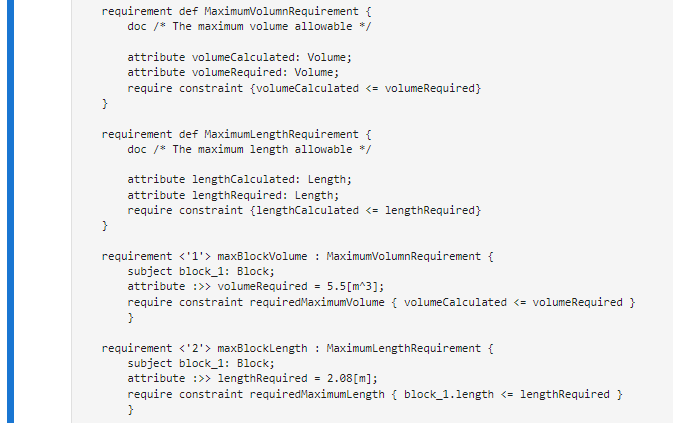 requirement def MaximumVolumnRequirement {
doc /* The maximum volume allowable */
attribute volumeCalculated: Volume;
attribute volumeRequired: Volume;
require constraint {volumeCalculated <= volumeRequired}
}
requirement def MaximumLengthRequirement {
doc /* The maximum length allowable */
attribute lengthCalculated: Length;
attribute lengthRequired: Length;
require constraint {lengthCalculated <= lengthRequired}
}
requirement <'1'> maxBlockVolume : MaximumVolumnRequirement {
subject block_1: Block;
attribute :>> volumeRequired = 5.5[m^3];
require constraint requiredMaximumVolume { volumeCalculated <= volumeRequired }
}
requirement <'2'> maxBlockLength : MaximumLengthRequirement {
subject block_1: Block;
attribute :>> lengthRequired = 2.08[m];
require constraint requiredMaximumLength { block_1.length <= lengthRequired }
}